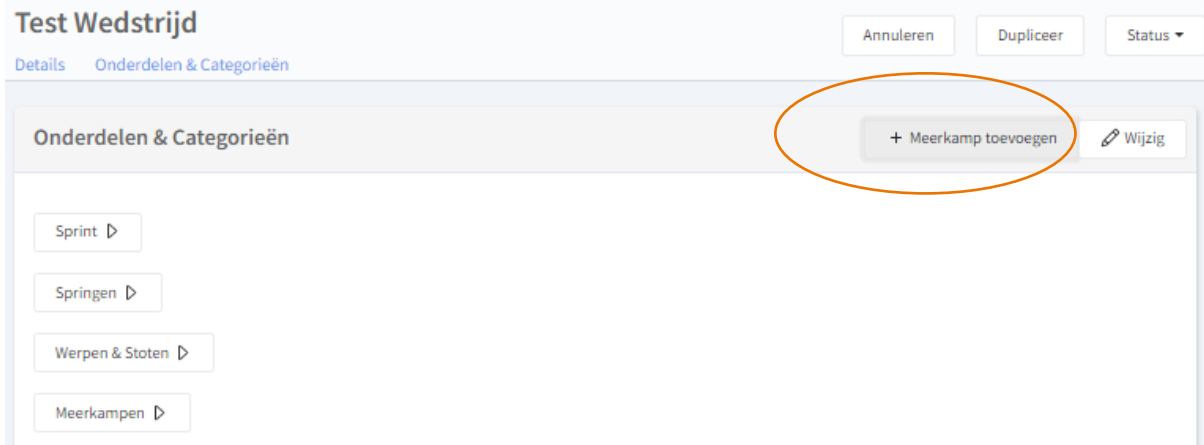 Test Wedstrijd
Annuleren
Dupliceer
Status
Details
Onderdelen & Categorieën
Onderdelen & Categorieën
+ Meerkamp toevoegen
Wijzig
Sprint
Springen
Werpen & Stoten
Meerkampen